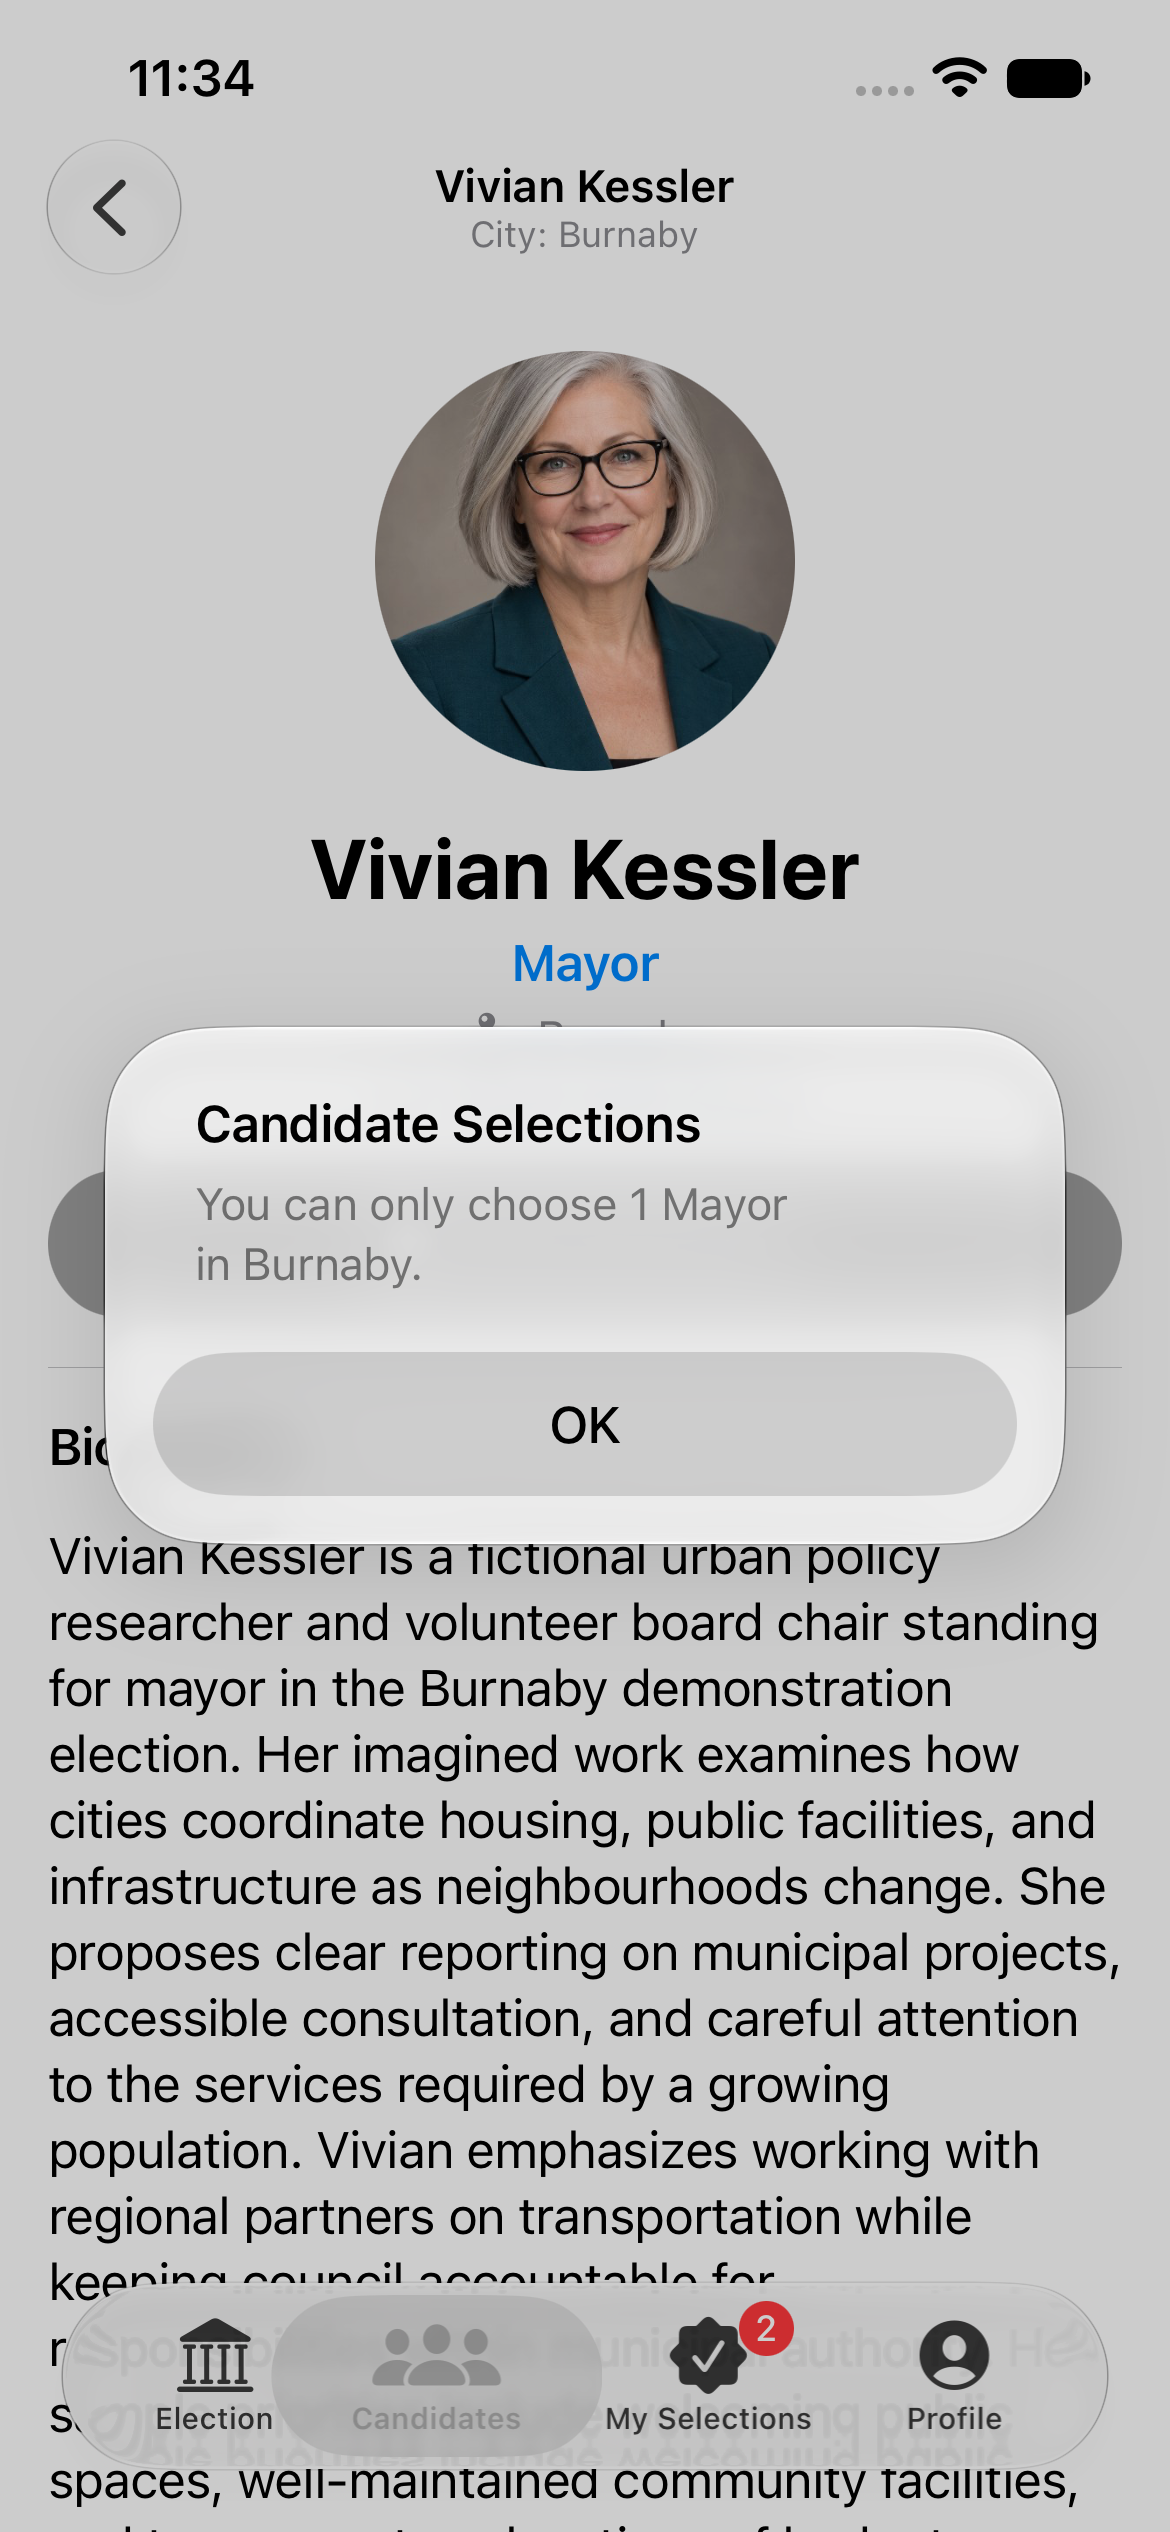 11:34
Vivian Kessler
City: Burnaby
Vivian Kessler
Mayor
Candidate Selections
You can only choose 1 Mayor
in Burnaby.
OK
Vivian Kessler is a fictional urban policy
researcher and volunteer board chair standing
for mayor in the Burnaby demonstration
election. Her imagined work examines how
cities coordinate housing, public facilities, and
infrastructure as neighbourhoods change. She
proposes clear reporting on municipal projects,
accessible consultation, and careful attention
to the services required by a growing
population. Vivian emphasizes working with
regional partners on transportation while
keeping council accountable for
2
Election
Candidates
My Selections
Profile
spaces, well-maintained community facilities,